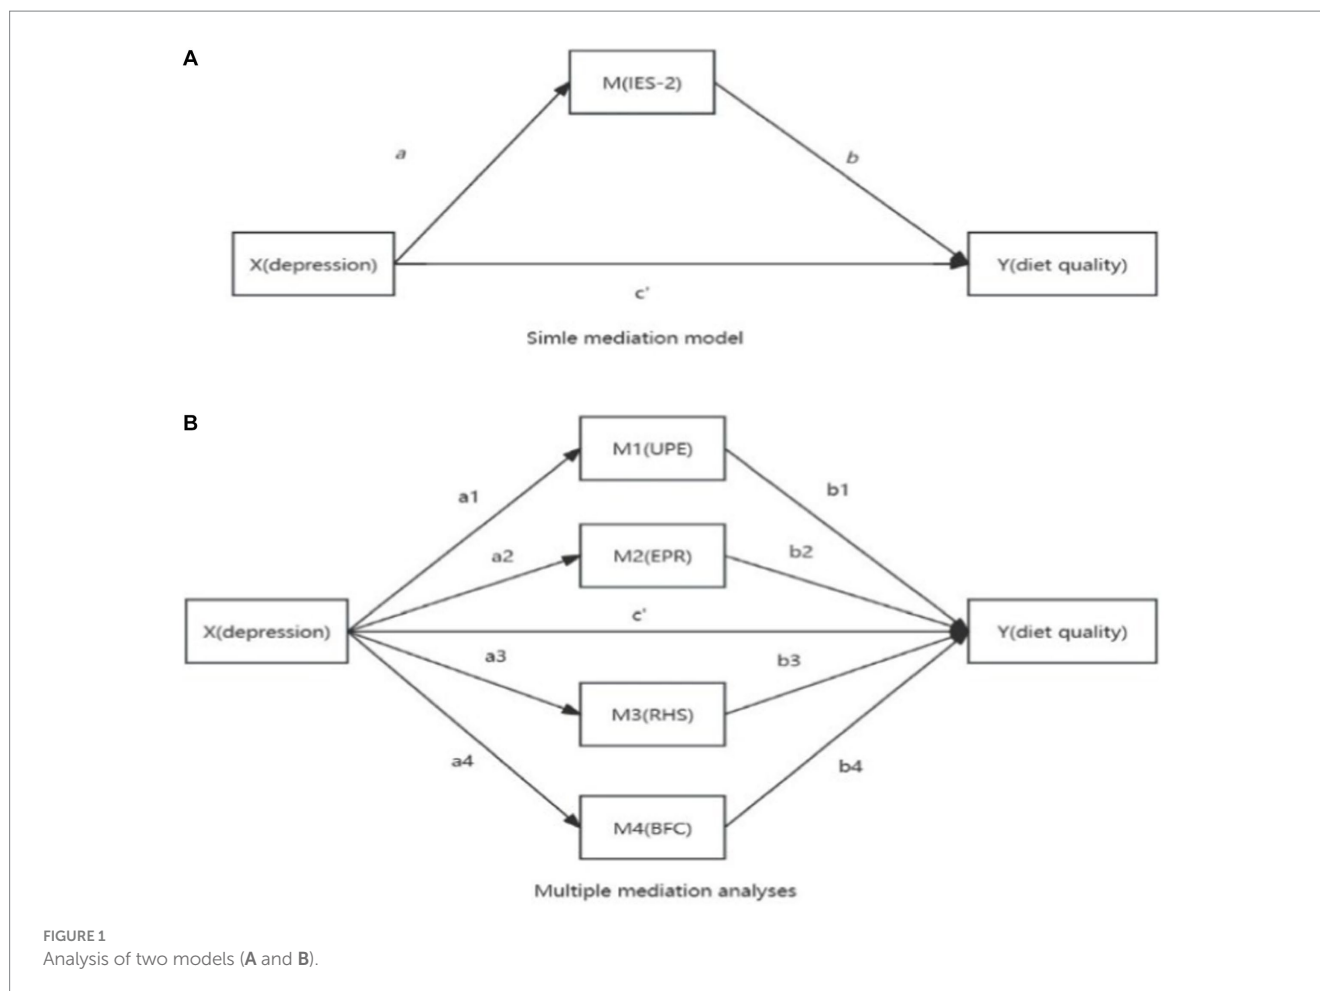 A
M(IES-2)
a
b
X(depression)
Y(diet quality)
c'
Simle mediation model
B
M1(UPE)
a1
b1
M2(EPR)
a2
b2
c'
X(depression)
Y(diet quality)
a3
b3
M3(RHS)
a4
b4
M4(BFC)
Multiple mediation analyses
FIGURE 1
Analysis of two models (A and B).